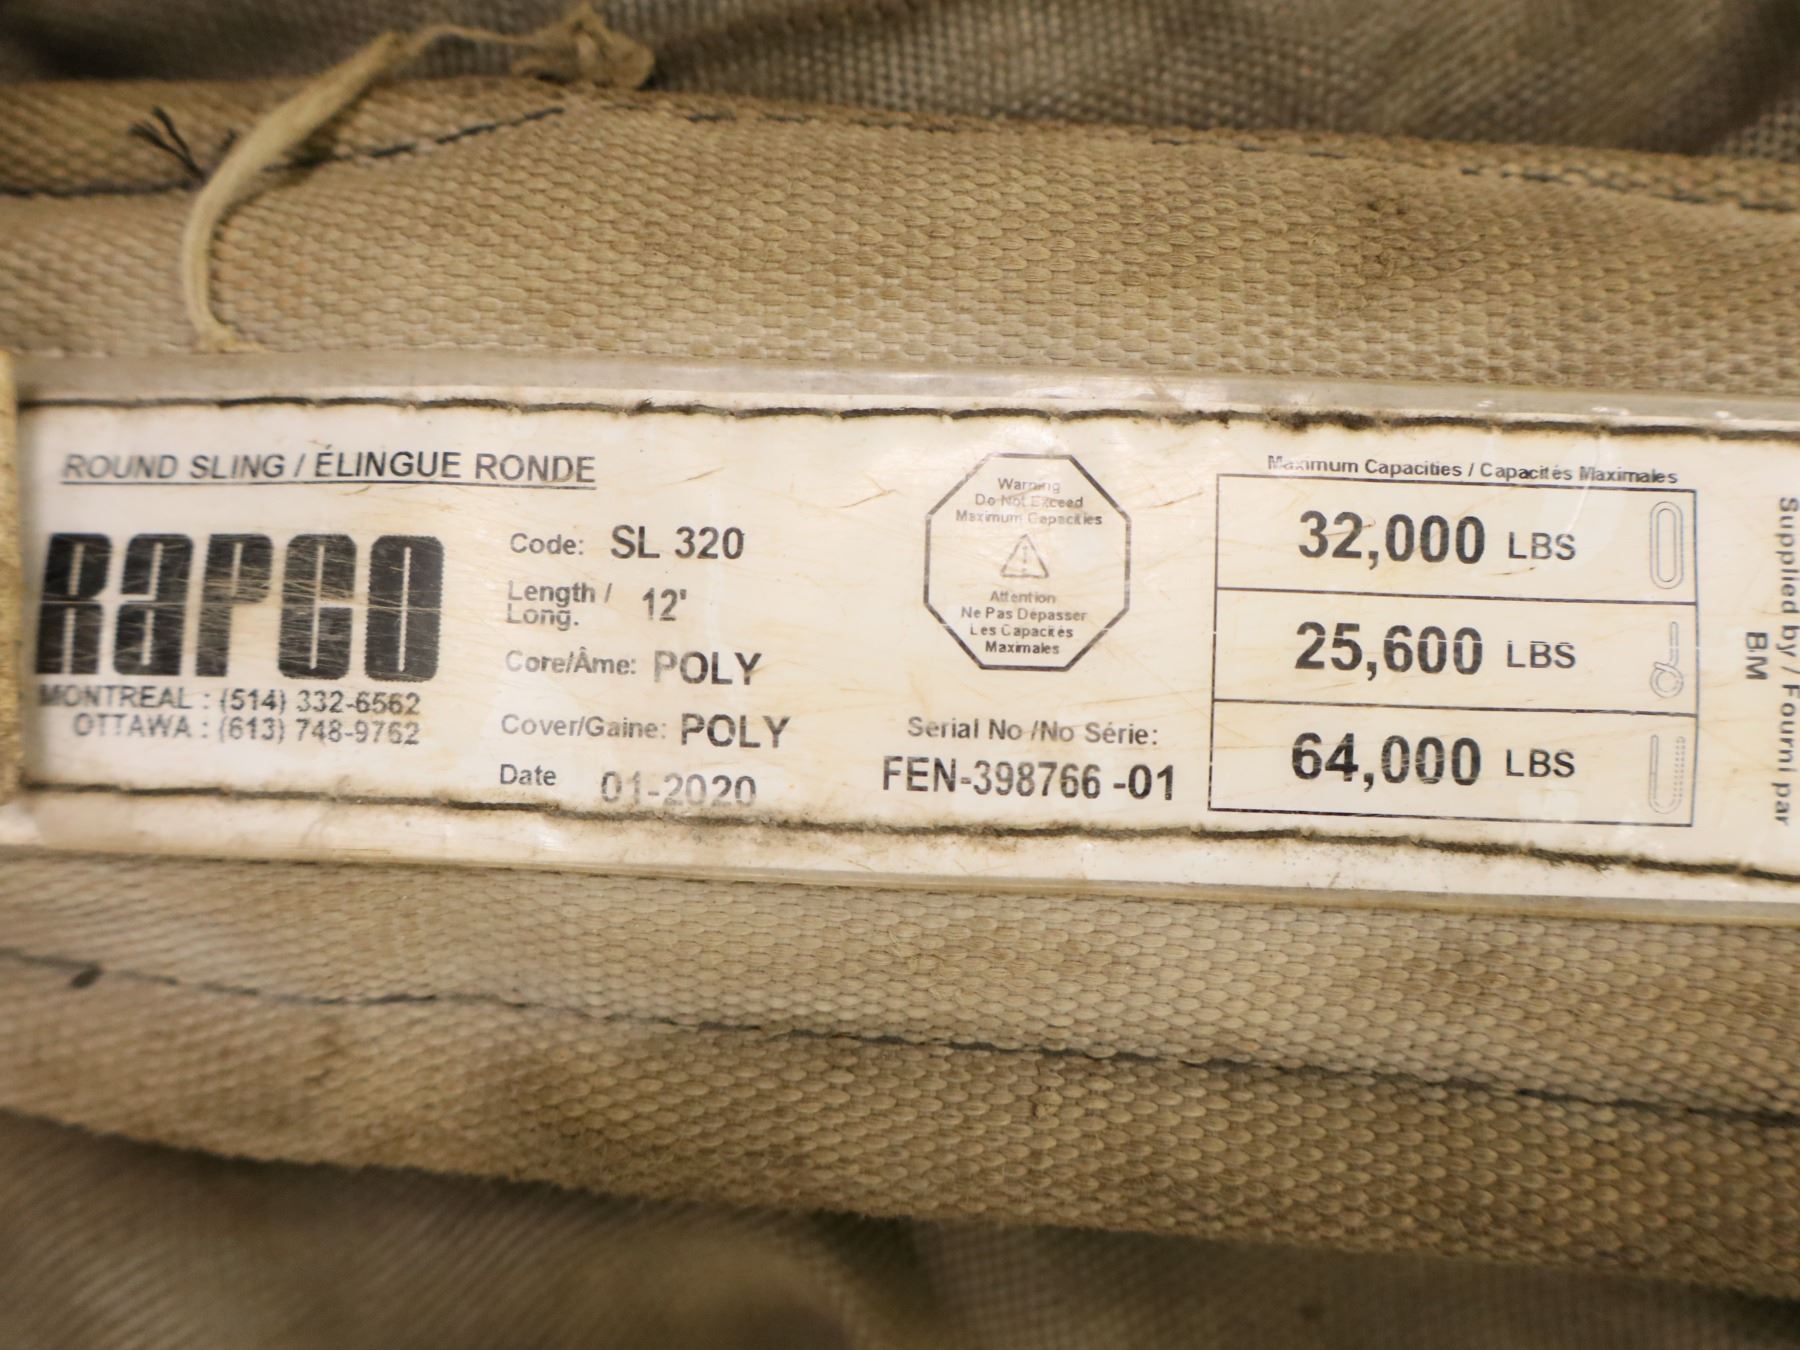 ROUND SLING / ÉLINGUE RONDE
RAPCO
MONTREAL : (514) 332-6562
OTTAWA : (613) 748-9762
Code: SL 320
Length / Long. 12'
Core/Âme: POLY
Cover/Gaine: POLY
Date 01-2020
Warning
Do Not Exceed
Maximum Capacities
Attention
Ne Pas Dépasser
Les Capacités
Maximales
Serial No /No Série:
FEN-398766 -01
Maximum Capacities / Capacités Maximales
32,000 LBS
25,600 LBS
64,000 LBS
Supplied by / Fourni par
BM